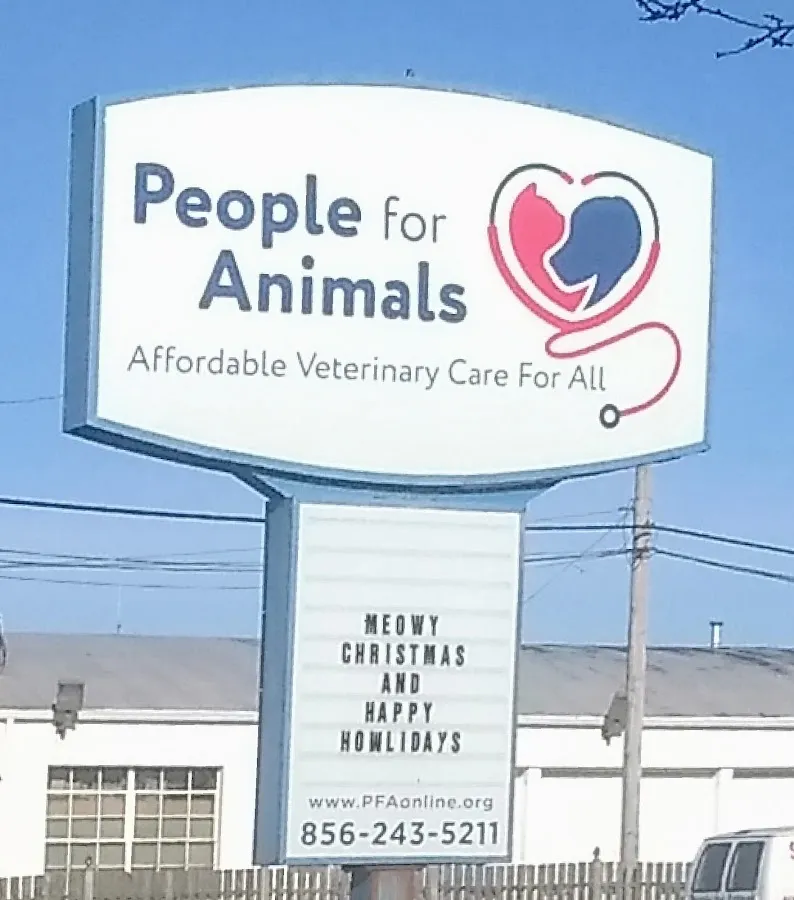 People for
Animals
Affordable Veterinary Care For All
MEOWY
CHRISTMAS
AND
HAPPY
HOWLIDAYS
www.PFAonline.org
856-243-5211